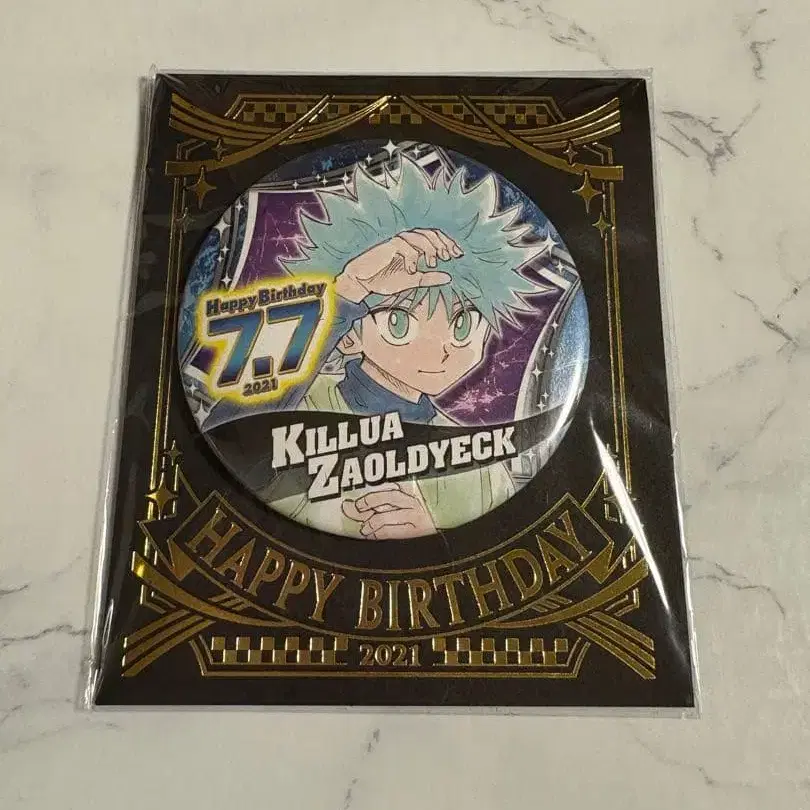 Happy Birthday
7.7
2021
KILLUA
ZAOLDYECK
HAPPY BIRTHDAY
2021